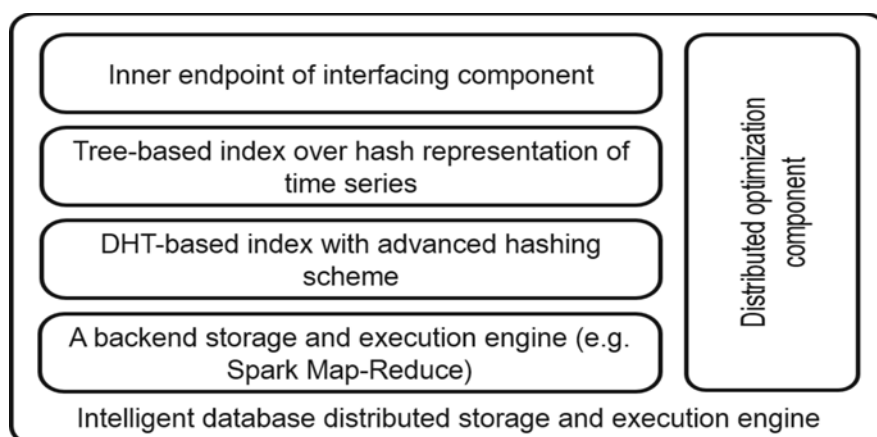 Inner endpoint of interfacing component
Tree-based index over hash representation of
time series
DHT-based index with advanced hashing
scheme
A backend storage and execution engine (e.g.
Spark Map-Reduce)
Distributed optimization
component
Intelligent database distributed storage and execution engine